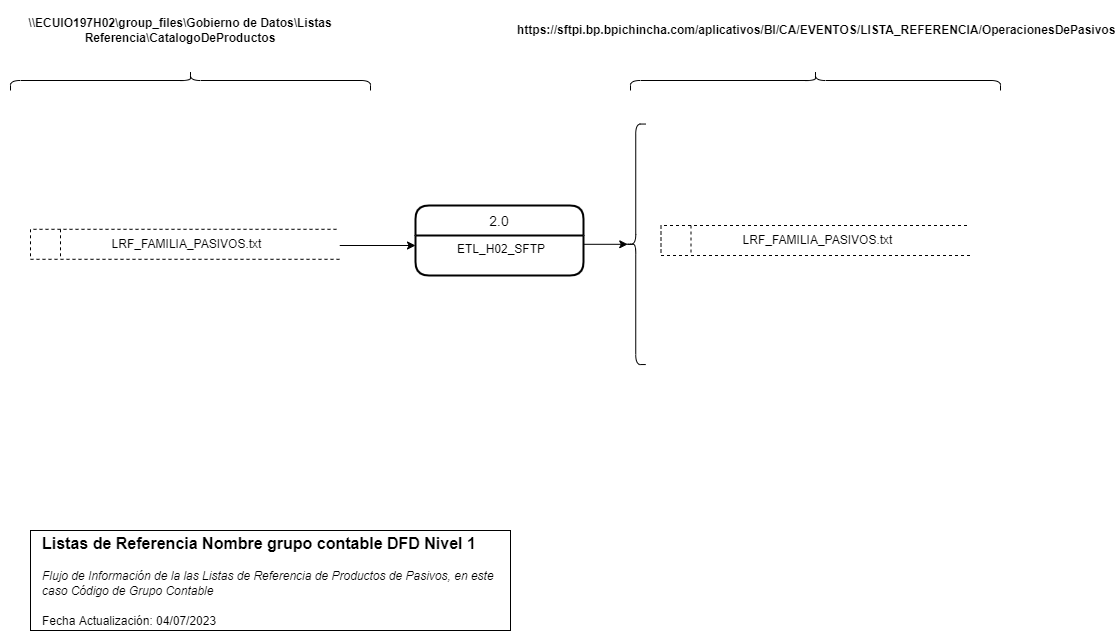 \\ECUIO197H02\group_files\Gobierno de Datos\Listas
Referencia\CatalogoDeProductos
https://sftpi.bp.bpichincha.com/aplicativos/BI/CA/EVENTOS/LISTA_REFERENCIA/OperacionesDePasivos
LRF_FAMILIA_PASIVOS.txt
2.0
ETL_H02_SFTP
LRF_FAMILIA_PASIVOS.txt
Listas de Referencia Nombre grupo contable DFD Nivel 1
Flujo de Información de la las Listas de Referencia de Productos de Pasivos, en este
caso Código de Grupo Contable
Fecha Actualización: 04/07/2023